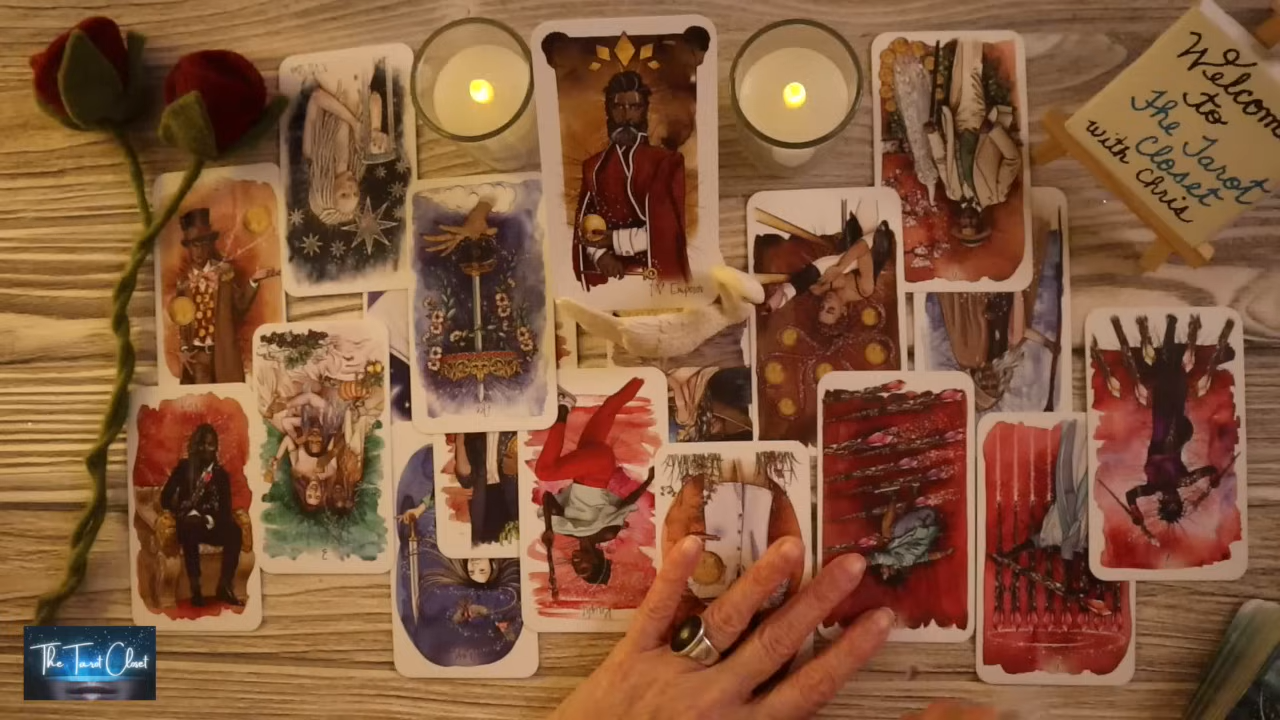 Welcome
to
The Tarot
Closet
with
Chris
IV Emperor
The Tarot Closet